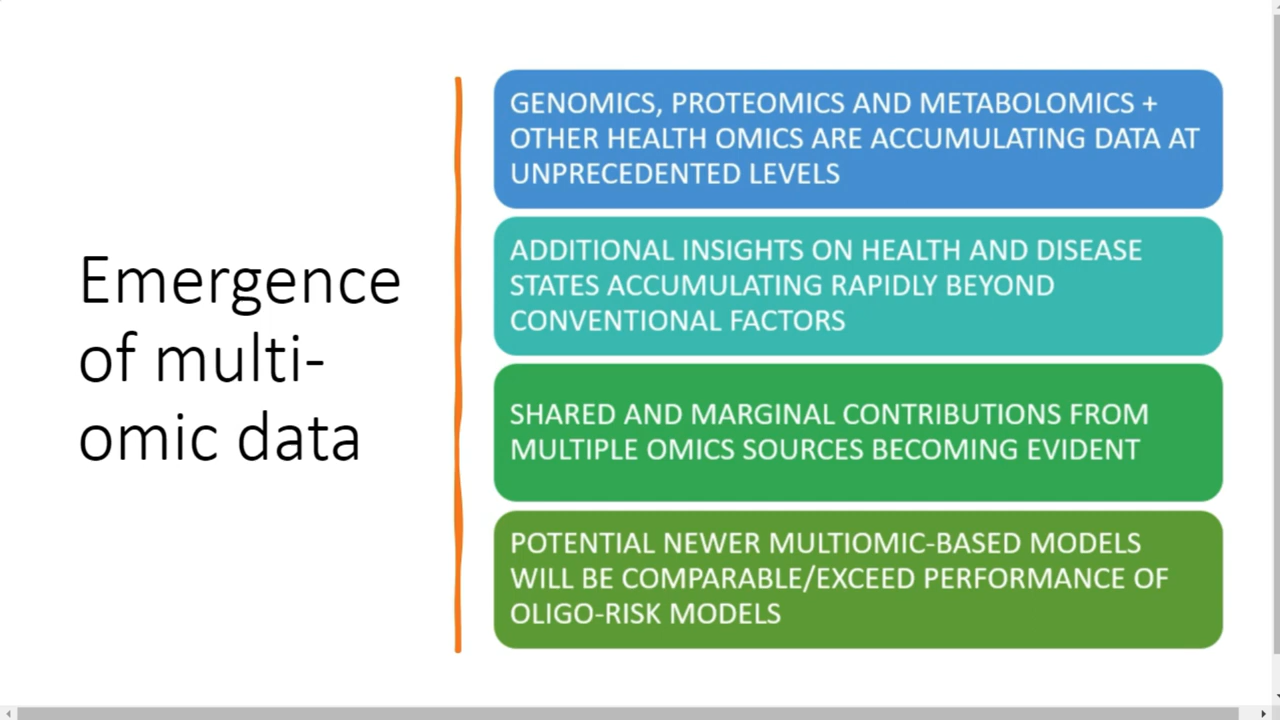 Emergence
of multi-
omic data
GENOMICS, PROTEOMICS AND METABOLOMICS +
OTHER HEALTH OMICS ARE ACCUMULATING DATA AT
UNPRECEDENTED LEVELS
ADDITIONAL INSIGHTS ON HEALTH AND DISEASE
STATES ACCUMULATING RAPIDLY BEYOND
CONVENTIONAL FACTORS
SHARED AND MARGINAL CONTRIBUTIONS FROM
MULTIPLE OMICS SOURCES BECOMING EVIDENT
POTENTIAL NEWER MULTIOMIC-BASED MODELS
WILL BE COMPARABLE/EXCEED PERFORMANCE OF
OLIGO-RISK MODELS